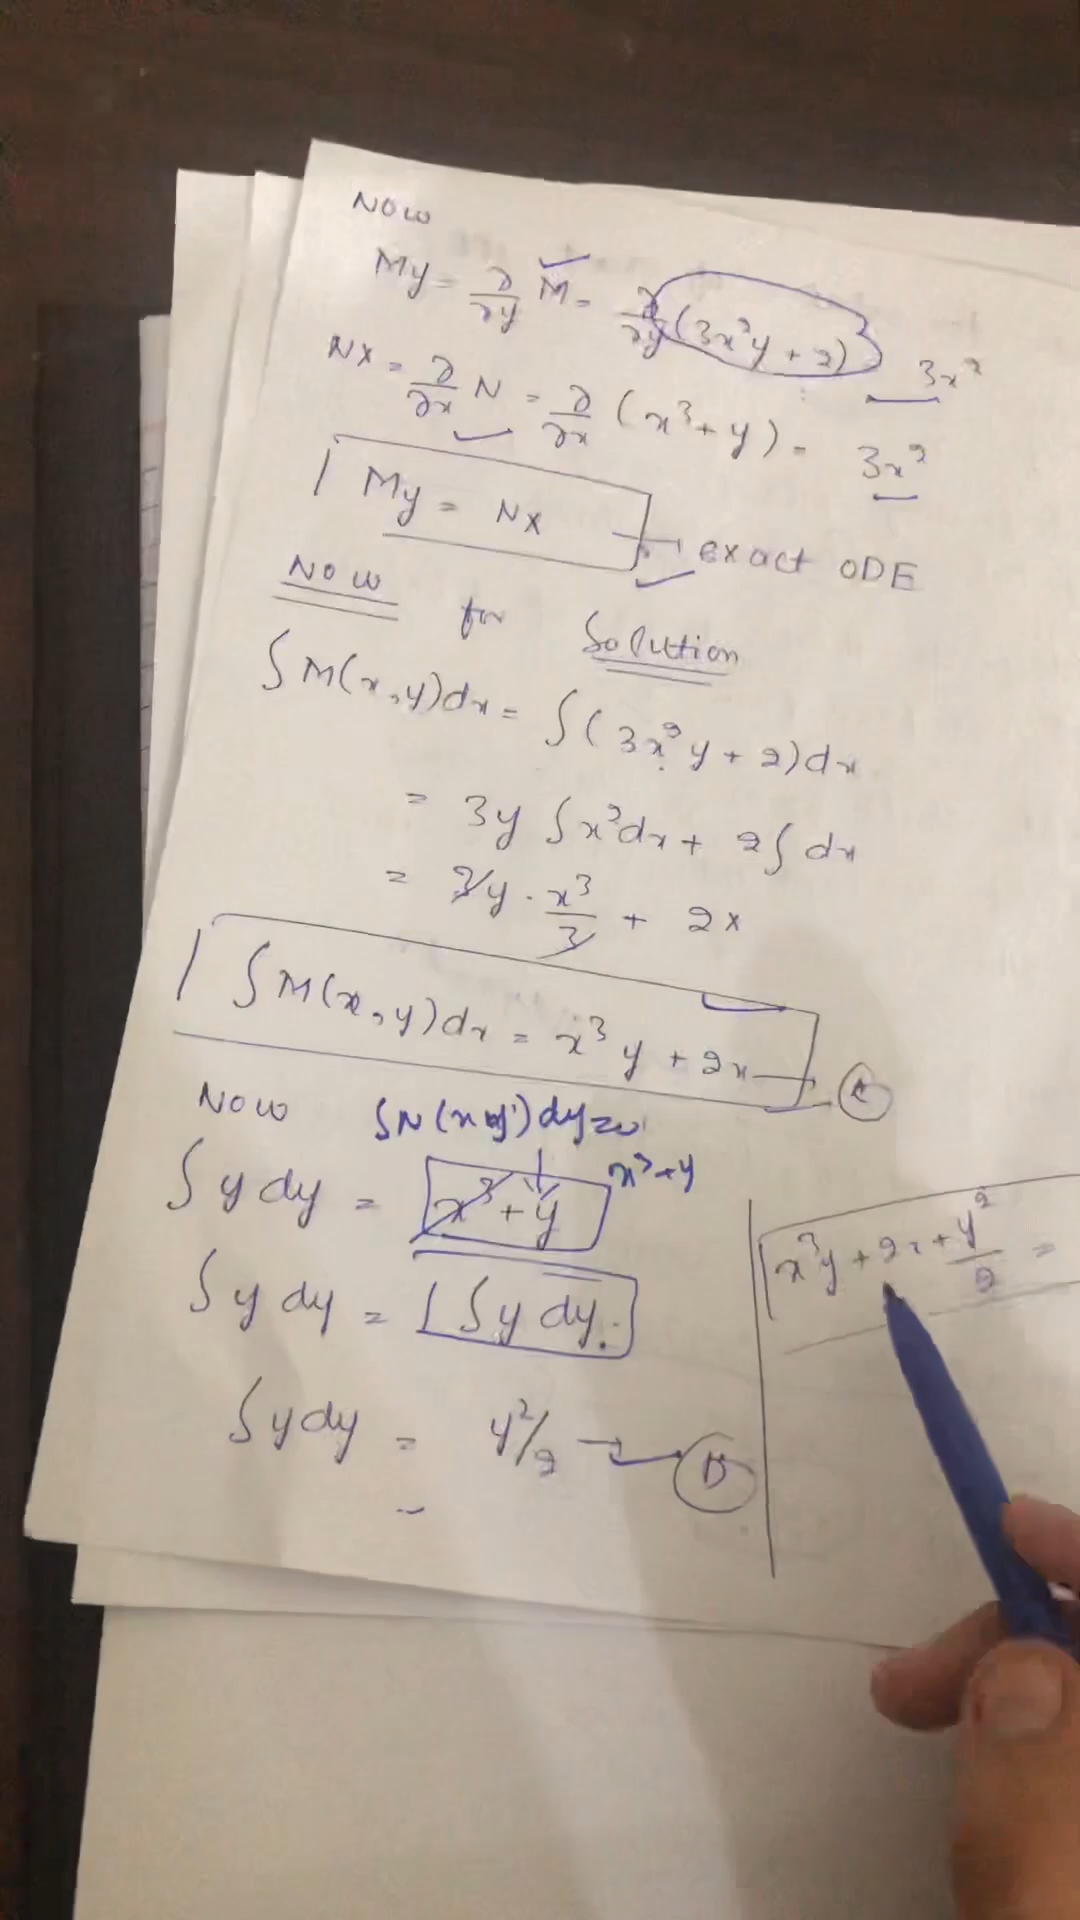 NOW
My = ∂/∂y M = ∂/∂y (3x²y + 2) 3x²
Nx = ∂/∂x N = ∂/∂x (x³ + y) = 3x²
My = Nx → exact ODE
NOW for Solution
∫ M(x, y) dx = ∫ (3x²y + 2) dx
= 3y ∫ x² dx + 2 ∫ dx
= 3y · x³/3 + 2x
∫ M(x, y) dx = x³y + 2x
NOW ∫ N(x y) dy
x³ + y
∫ y dy = x³ + y
∫ y dy = ∫ y dy.
∫ y dy = y²/2 →
x³y + 2x + y²/2 =